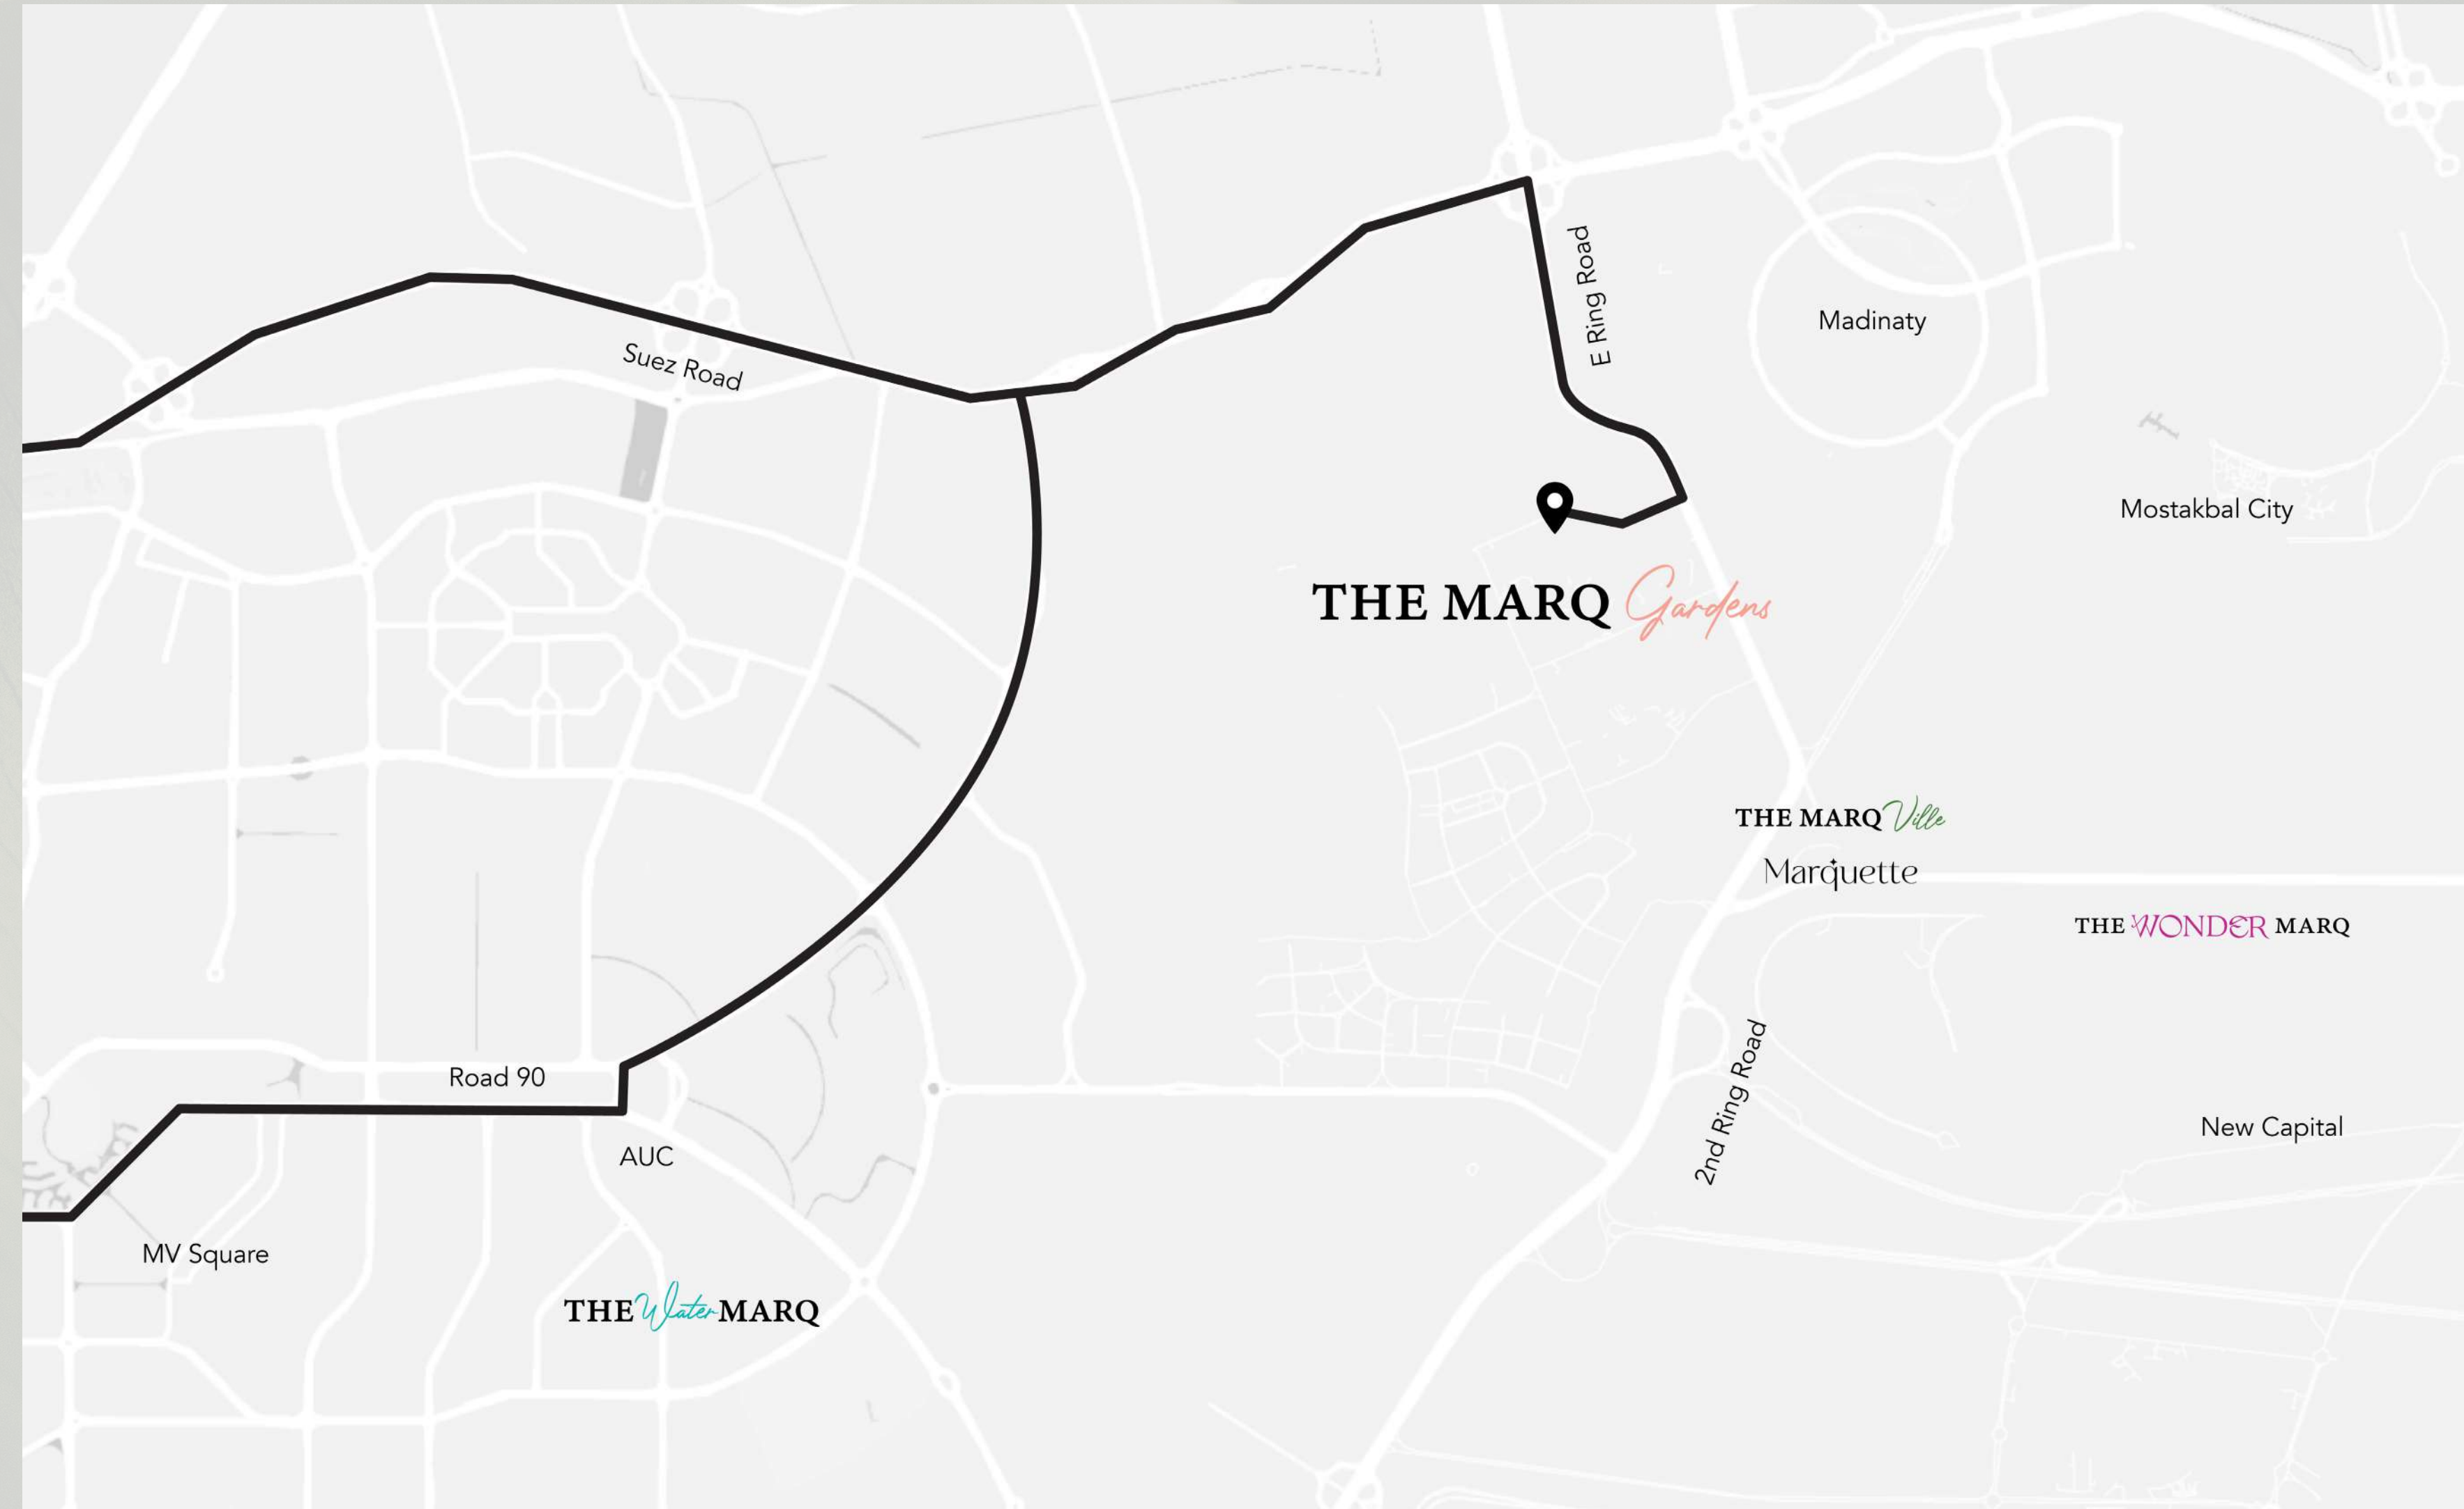 E Ring Road
Madinaty
Suez Road
Mostakbal City
THE MARQ Gardens
THE MARQ Ville
Marquette
THE WONDER MARQ
Road 90
2nd Ring Road
New Capital
AUC
MV Square
THE Water MARQ